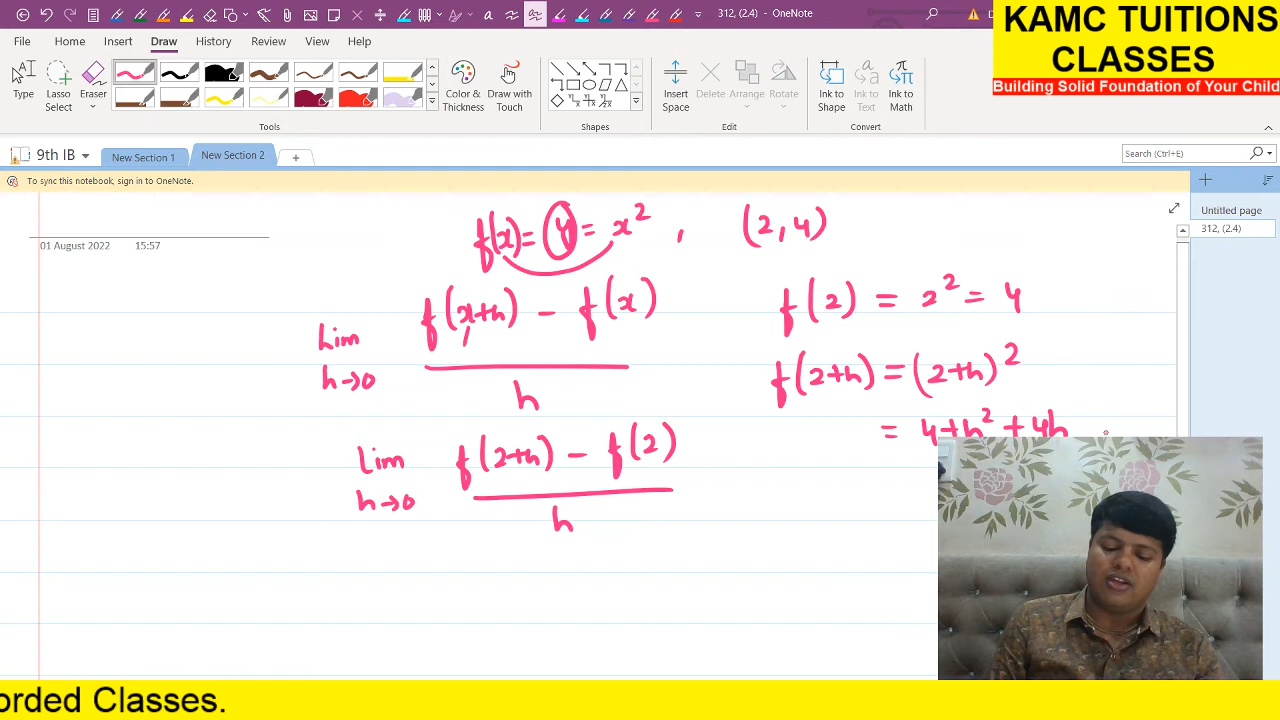 312, (2.4) - OneNote
KAMC TUITIONS
CLASSES
Building Solid Foundation of Your Child
File Home Insert Draw History Review View Help
Type
Lasso Select
Eraser
Color & Thickness
Draw with Touch
Insert Space
Delete
Arrange
Rotate
Ink to Shape
Ink to Text
Ink to Math
Tools
Shapes
Edit
Convert
9th IB
New Section 1
New Section 2
Search (Ctrl+E)
To sync this notebook, sign in to OneNote.
Untitled page
312, (2.4)
01 August 2022 15:57
f(x) = y = x² , (2,4)
Lim h→0 f(x+h) − f(x) / h
f(2) = 2² = 4
f(2+h) = (2+h)²
= 4+h²+4h
Lim h→0 f(2+h) − f(2) / h
orded Classes.